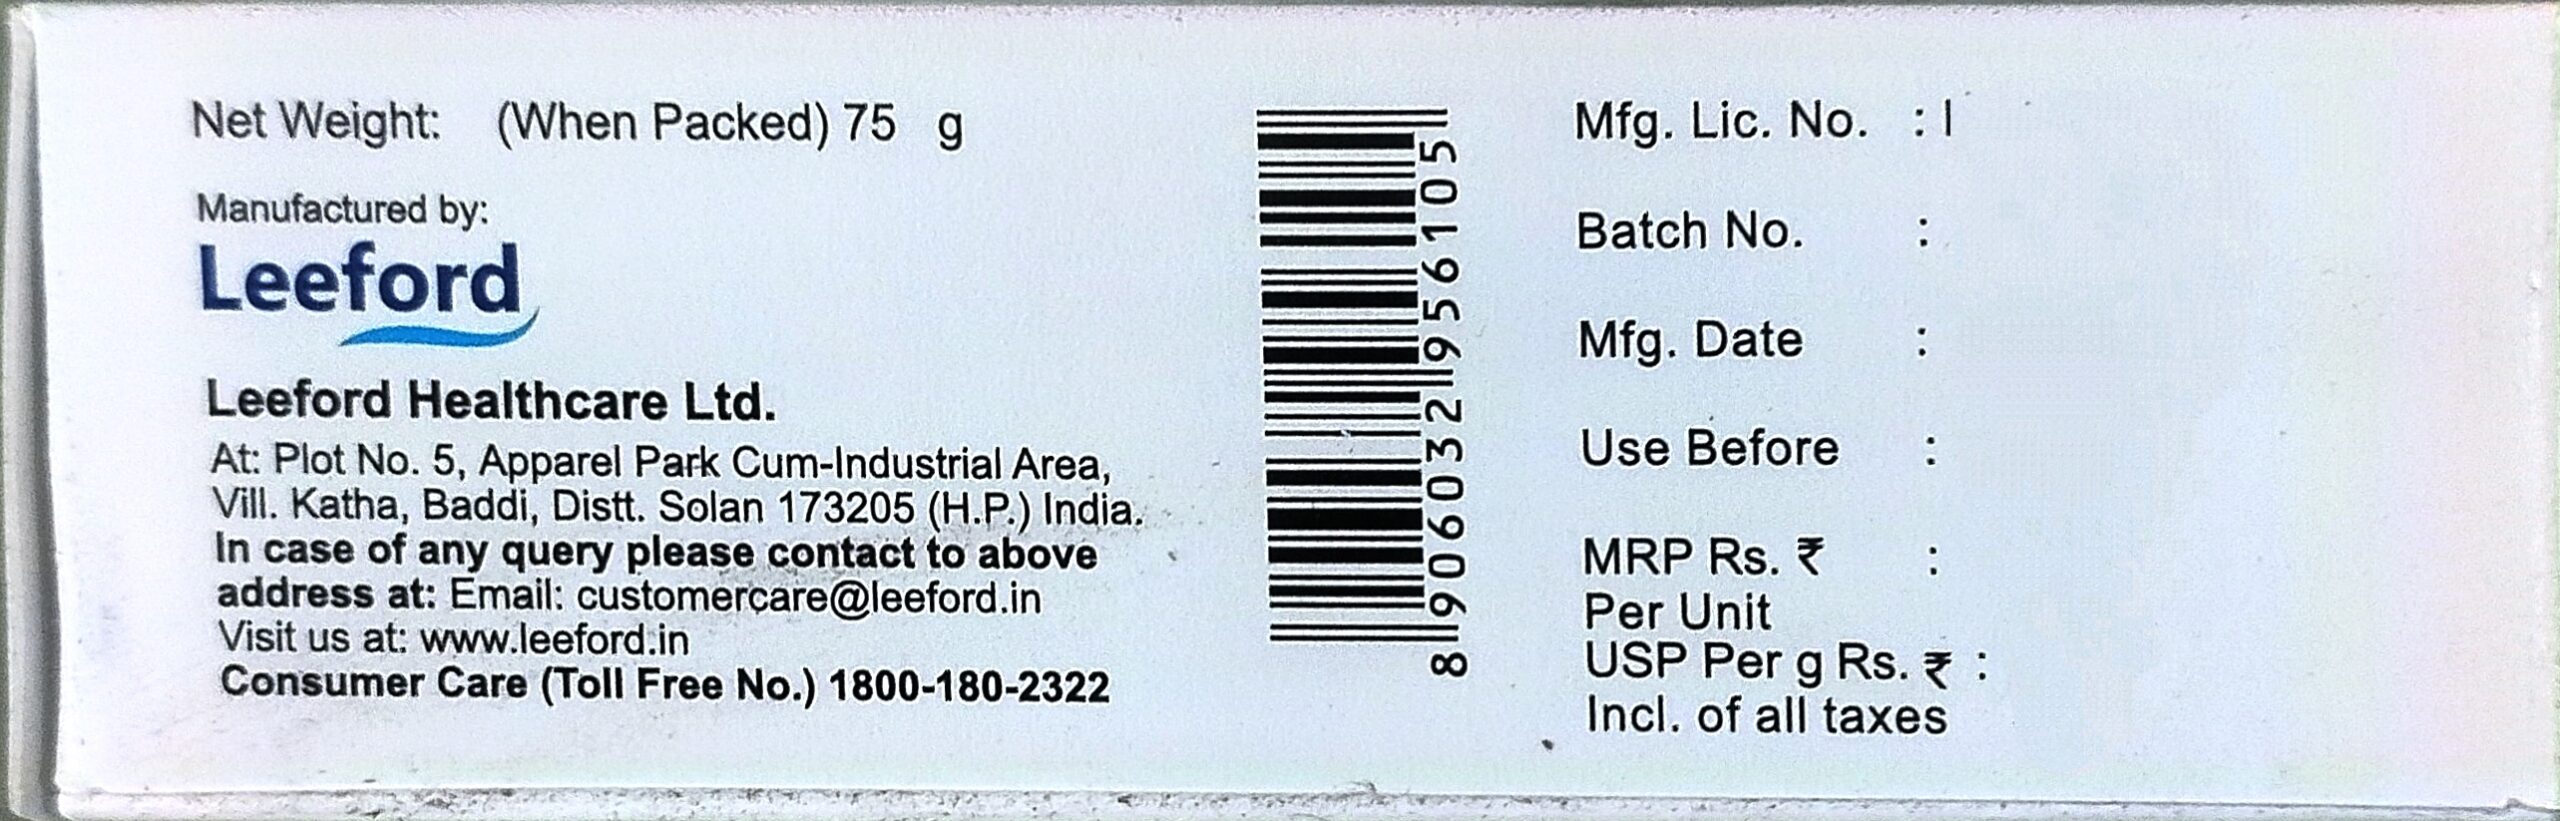 Net Weight: (When Packed) 75 g
Manufactured by:
Leeford
Leeford Healthcare Ltd.
At: Plot No. 5, Apparel Park Cum-Industrial Area,
Vill. Katha, Baddi, Distt. Solan 173205 (H.P.) India.
In case of any query please contact to above
address at: Email: customercare@leeford.in
Visit us at: www.leeford.in
Consumer Care (Toll Free No.) 1800-180-2322
8 906032 956105
Mfg. Lic. No. :
Batch No. :
Mfg. Date :
Use Before :
MRP Rs. ₹ :
Per Unit
USP Per g Rs. ₹ :
Incl. of all taxes